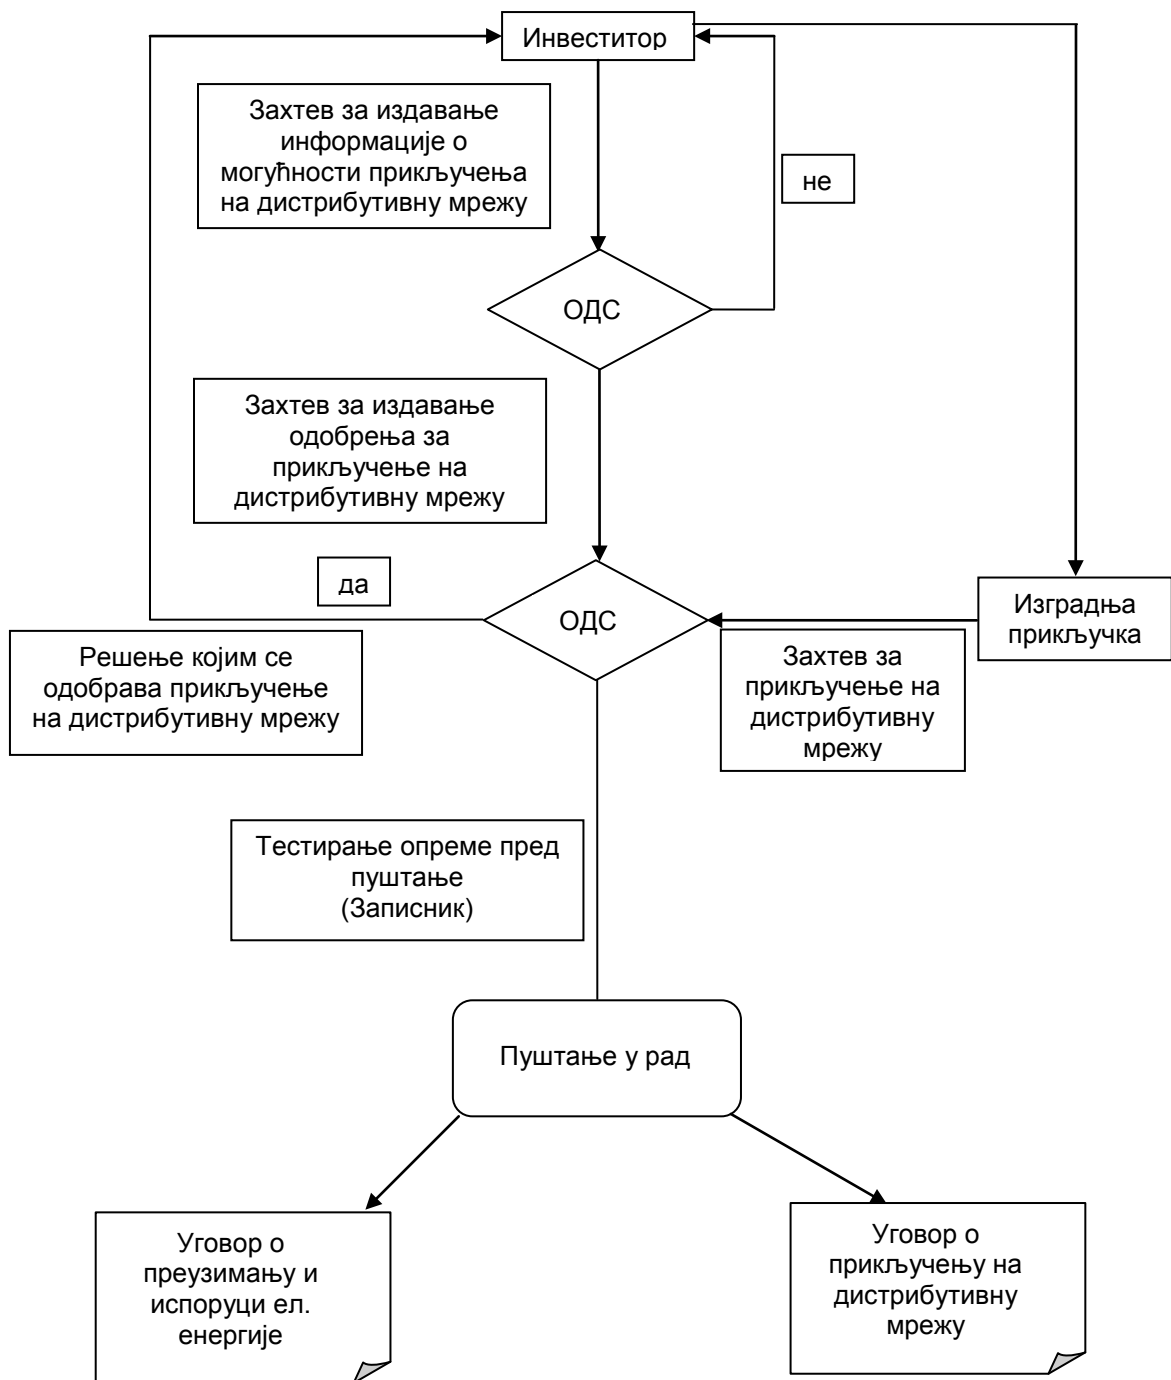 Инвеститор
Захтев за издавање
информације о
могућности прикључења
на дистрибутивну мрежу
не
ОДС
Захтев за издавање
одобрења за
прикључење на
дистрибутивну мрежу
да
ОДС
Изградња
прикључка
Решење којим се
одобрава прикључење
на дистрибутивну мрежу
Захтев за
прикључење на
дистрибутивну
мрежу
Тестирање опреме пред
пуштање
(Записник)
Пуштање у рад
Уговор о
преузимању и
испоруци ел.
енергије
Уговор о
прикључењу на
дистрибутивну
мрежу